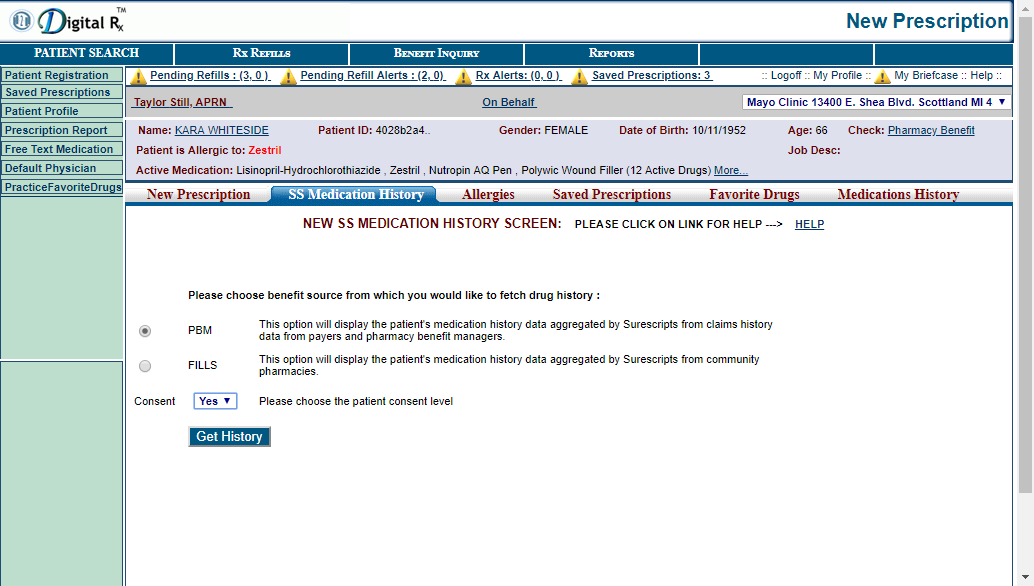 Digital Rx TM
New Prescription
PATIENT SEARCH RX REFILLS BENEFIT INQUIRY REPORTS
Patient Registration
Saved Prescriptions
Patient Profile
Prescription Report
Free Text Medication
Default Physician
PracticeFavoriteDrugs
Pending Refills : (3, 0 ) Pending Refill Alerts : (2, 0) Rx Alerts: (0, 0 ) Saved Prescriptions: 3 :: Logoff :: My Profile :: My Briefcase :: Help ::
Taylor Still, APRN On Behalf Mayo Clinic 13400 E. Shea Blvd. Scottland MI 4
Name: KARA WHITESIDE Patient ID: 4028b2a4.. Gender: FEMALE Date of Birth: 10/11/1952 Age: 66 Check: Pharmacy Benefit
Patient is Allergic to: Zestril Job Desc:
Active Medication: Lisinopril-Hydrochlorothiazide , Zestril , Nutropin AQ Pen , Polywic Wound Filler (12 Active Drugs) More...
New Prescription SS Medication History Allergies Saved Prescriptions Favorite Drugs Medications History
NEW SS MEDICATION HISTORY SCREEN: PLEASE CLICK ON LINK FOR HELP ---> HELP
Please choose benefit source from which you would like to fetch drug history :
PBM This option will display the patient's medication history data aggregated by Surescripts from claims history
data from payers and pharmacy benefit managers.
FILLS This option will display the patient's medication history data aggregated by Surescripts from community
pharmacies.
Consent Yes Please choose the patient consent level
Get History